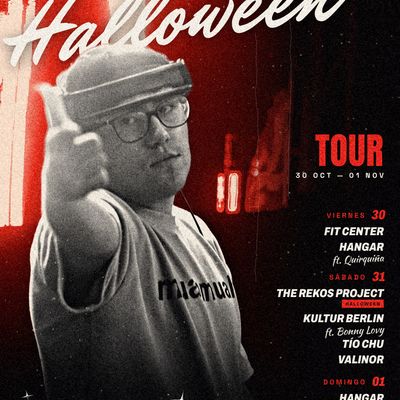 Halloween
TOUR
30 OCT — 01 NOV
VIERNES 30
FIT CENTER
HANGAR
ft. Quirquiña
SÁBADO 31
THE REKOS PROJECT
HALLOWEEN
KULTUR BERLIN
ft. Bonny Lovy
TÍO CHU
VALINOR
DOMINGO 01
HANGAR